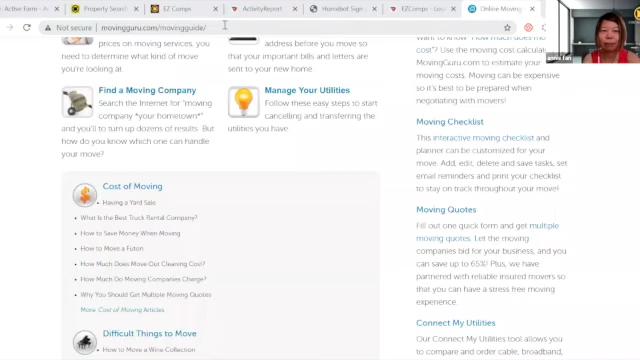 Active Farm - Ac
Property Search
EZ Comps
ActivityReport
Homebot Sign
EZComps - Lou
Online Moving
Not secure | movingguru.com/movingguide/
prices on moving services, you
need to determine what kind of move
you're looking at.
address before you move so
that your important bills and letters are
sent to your new home.
Find a Moving Company
Search the Internet for "moving
company *your hometown*"
and you'll to turn up dozens of results. But
how do you know which one can handle
your move?
Manage Your Utilities
Follow these easy steps to start
cancelling and transferring the
utilities you have.
Cost of Moving
• Having a Yard Sale
• What Is the Best Truck Rental Company?
• How to Save Money When Moving
• How to Move a Futon
• How Much Does Move Out Cleaning Cost?
• How Much Do Moving Companies Charge?
• Why You Should Get Multiple Moving Quotes
More Cost of Moving Articles
Difficult Things to Move
• How to Move a Wine Collection
want to know "How much does
cost"? Use the moving cost calc
MovingGuru.com to estimate your
moving costs. Moving can be expensive
so it's best to be prepared when
negotiating with movers!
Moving Checklist
This interactive moving checklist and
planner can be customized for your
move. Add, edit, delete and save tasks, set
email reminders and print your checklist
to stay on track throughout your move!
Moving Quotes
Fill out one quick form and get multiple
moving quotes. Let the moving
companies bid for your business, and you
can save up to 65%! Plus, we have
partnered with reliable insured movers so
that you can have a stress free moving
experience.
Connect My Utilities
Our Connect My Utilities tool allows you
to compare and order cable, broadband,
annie fan